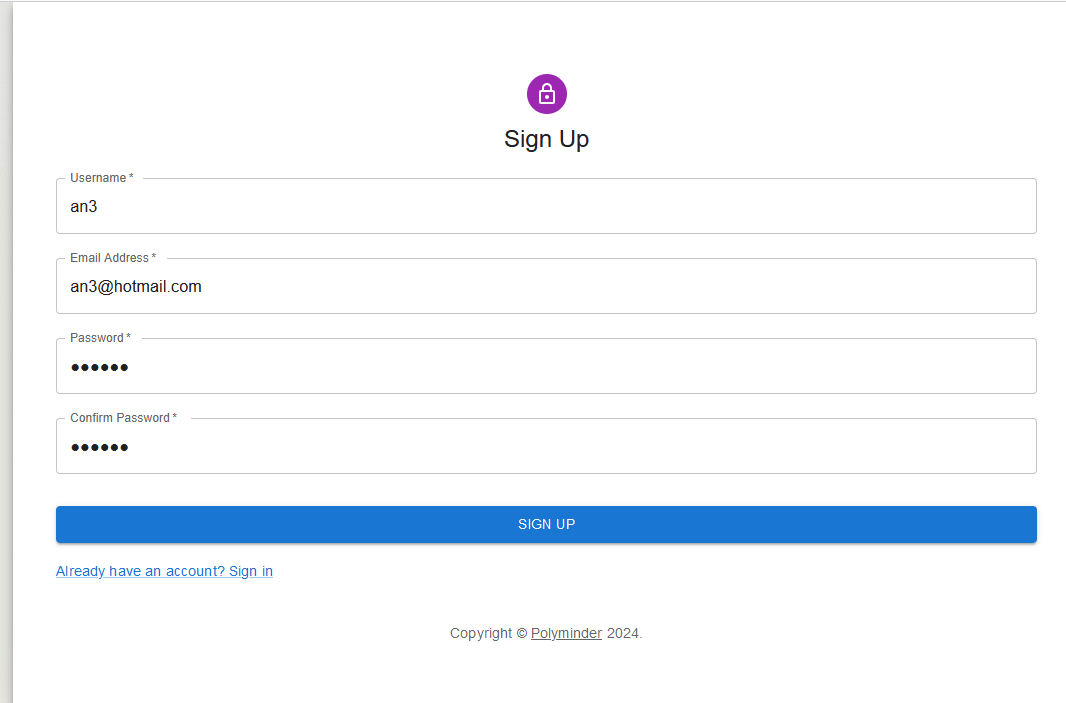 Sign Up
Username *
an3
Email Address *
an3@hotmail.com
Password *
●●●●●●
Confirm Password *
●●●●●●
SIGN UP
Already have an account? Sign in
Copyright © Polyminder 2024.